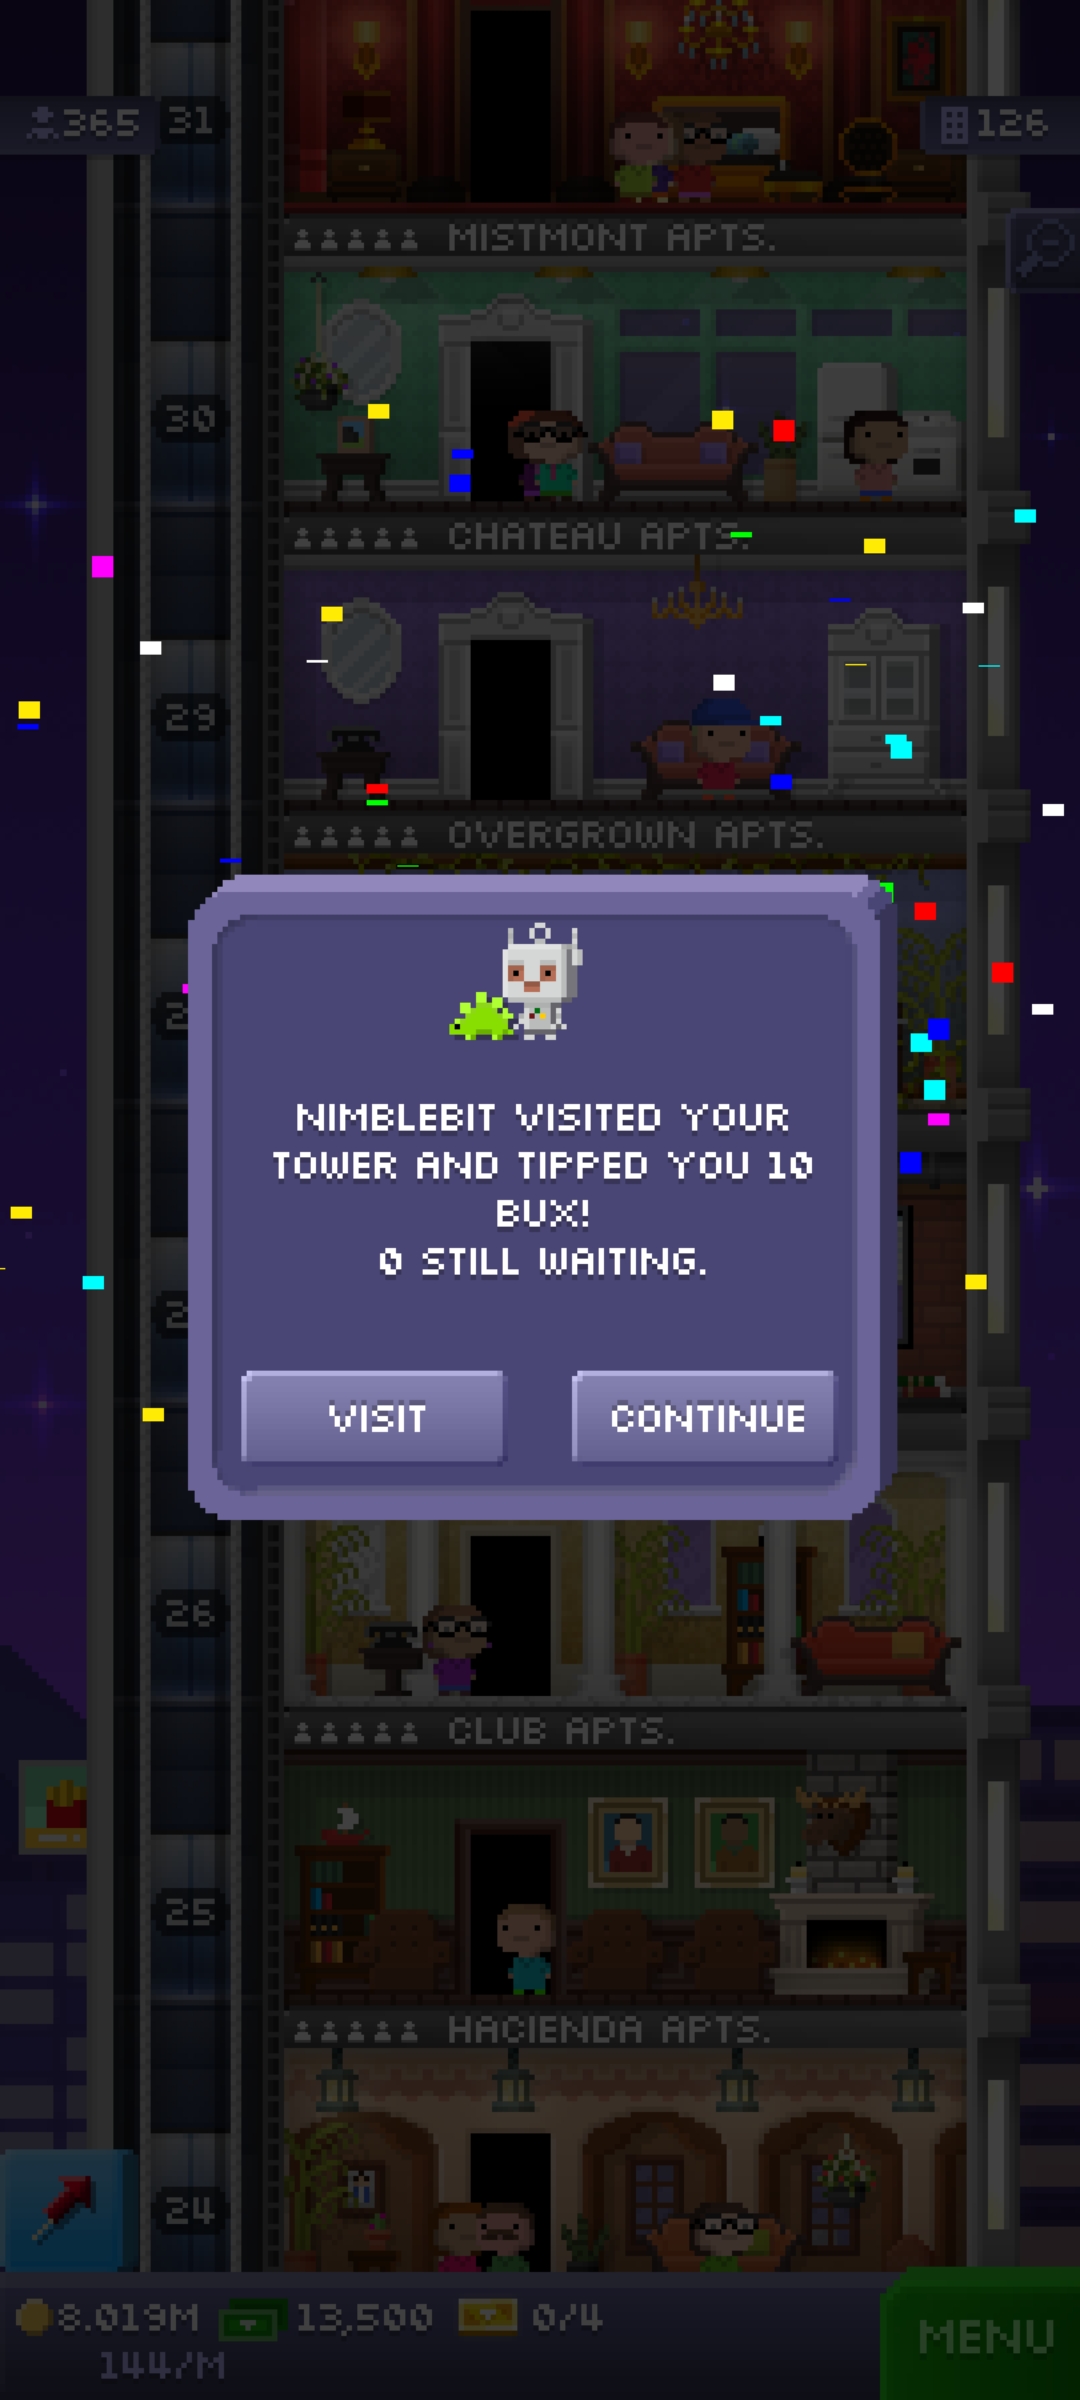 365
31
126
MISTMONT APTS.
30
CHATEAU APTS.
29
OVERGROWN APTS.
NIMBLEBIT VISITED YOUR
TOWER AND TIPPED YOU 10
BUX!
0 STILL WAITING.
VISIT
CONTINUE
26
CLUB APTS.
25
HACIENDA APTS.
24
8.019M
13,500
0/4
144/M
MENU